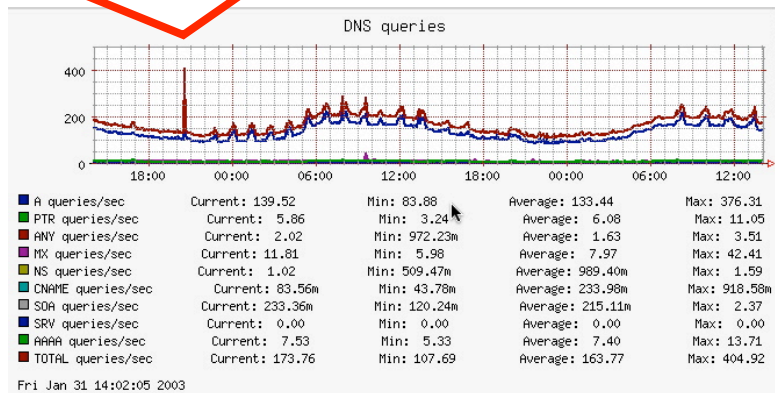 DNS queries
400
200
0
18:00 00:00 06:00 12:00 18:00 00:00 06:00 12:00
A queries/sec Current: 139.52 Min: 83.88 Average: 133.44 Max: 376.31
PTR queries/sec Current: 5.86 Min: 3.24 Average: 6.08 Max: 11.05
ANY queries/sec Current: 2.02 Min: 972.23m Average: 1.63 Max: 3.51
MX queries/sec Current: 11.81 Min: 5.98 Average: 7.97 Max: 42.41
NS queries/sec Current: 1.02 Min: 509.47m Average: 989.40m Max: 1.59
CNAME queries/sec Current: 83.56m Min: 43.78m Average: 233.98m Max: 918.58m
SOA queries/sec Current: 233.36m Min: 120.24m Average: 215.11m Max: 2.37
SRV queries/sec Current: 0.00 Min: 0.00 Average: 0.00 Max: 0.00
AAAA queries/sec Current: 7.53 Min: 5.33 Average: 7.40 Max: 13.71
TOTAL queries/sec Current: 173.76 Min: 107.69 Average: 163.77 Max: 404.92
Fri Jan 31 14:02:05 2003